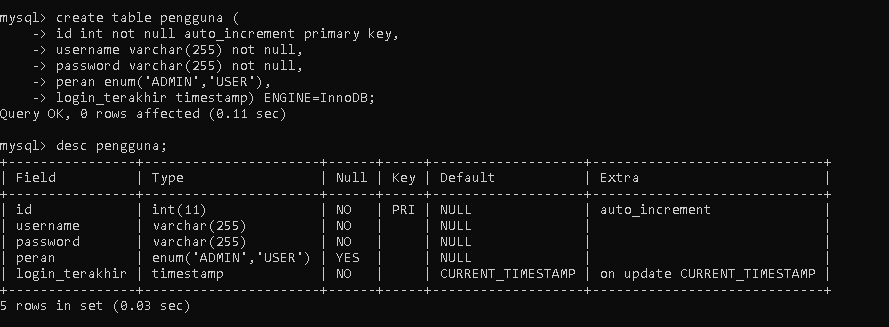 mysql> create table pengguna (
    -> id int not null auto_increment primary key,
    -> username varchar(255) not null,
    -> password varchar(255) not null,
    -> peran enum('ADMIN','USER'),
    -> login_terakhir timestamp) ENGINE=InnoDB;
Query OK, 0 rows affected (0.11 sec)

mysql> desc pengguna;
+----------------+----------------------+------+-----+-------------------+-----------------------------+
| Field          | Type                 | Null | Key | Default           | Extra                       |
+----------------+----------------------+------+-----+-------------------+-----------------------------+
| id             | int(11)              | NO   | PRI | NULL              | auto_increment              |
| username       | varchar(255)         | NO   |     | NULL              |                             |
| password       | varchar(255)         | NO   |     | NULL              |                             |
| peran          | enum('ADMIN','USER') | YES  |     | NULL              |                             |
| login_terakhir | timestamp            | NO   |     | CURRENT_TIMESTAMP | on update CURRENT_TIMESTAMP |
+----------------+----------------------+------+-----+-------------------+-----------------------------+
5 rows in set (0.03 sec)